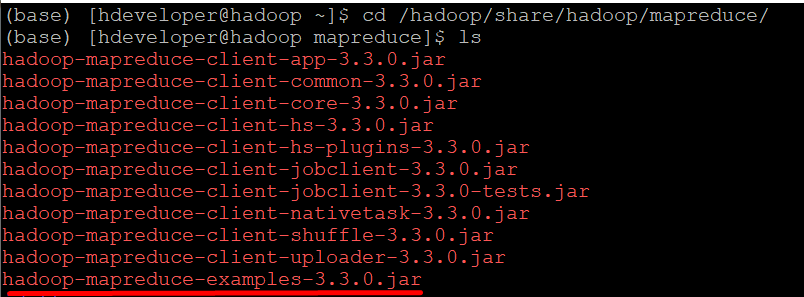 (base) [hdeveloper@hadoop ~]$ cd /hadoop/share/hadoop/mapreduce/
(base) [hdeveloper@hadoop mapreduce]$ ls
hadoop-mapreduce-client-app-3.3.0.jar
hadoop-mapreduce-client-common-3.3.0.jar
hadoop-mapreduce-client-core-3.3.0.jar
hadoop-mapreduce-client-hs-3.3.0.jar
hadoop-mapreduce-client-hs-plugins-3.3.0.jar
hadoop-mapreduce-client-jobclient-3.3.0.jar
hadoop-mapreduce-client-jobclient-3.3.0-tests.jar
hadoop-mapreduce-client-nativetask-3.3.0.jar
hadoop-mapreduce-client-shuffle-3.3.0.jar
hadoop-mapreduce-client-uploader-3.3.0.jar
hadoop-mapreduce-examples-3.3.0.jar